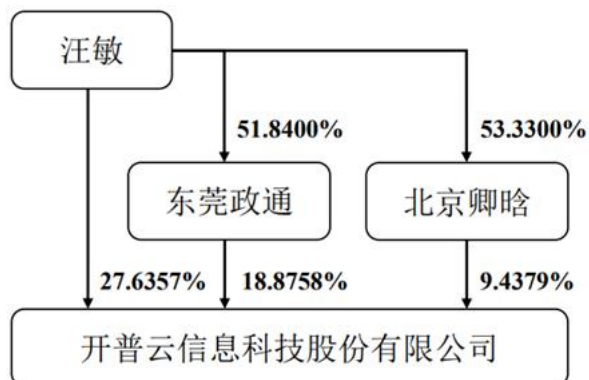 汪敏
51.8400%
53.3300%
东莞政通
北京卿晗
27.6357%
18.8758%
9.4379%
开普云信息科技股份有限公司